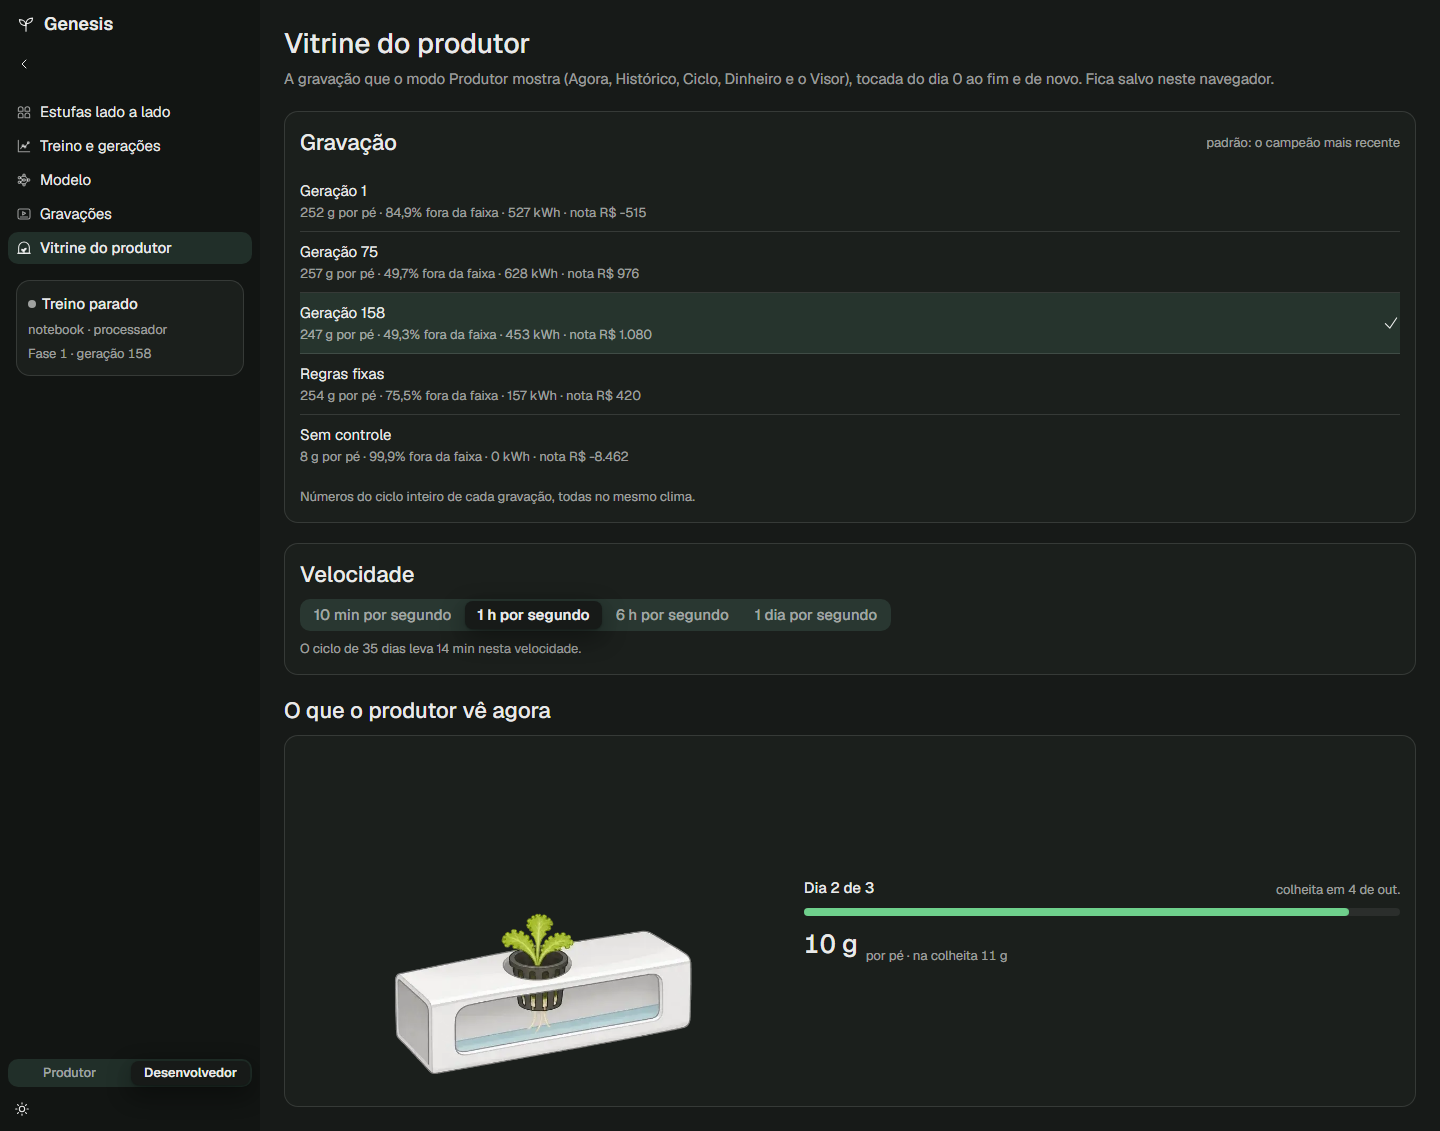 Genesis
Estufas lado a lado
Treino e gerações
Modelo
Gravações
Vitrine do produtor
Treino parado
notebook · processador
Fase 1 · geração 158
Produtor
Desenvolvedor
Vitrine do produtor
A gravação que o modo Produtor mostra (Agora, Histórico, Ciclo, Dinheiro e o Visor), tocada do dia 0 ao fim e de novo. Fica salvo neste navegador.
Gravação
padrão: o campeão mais recente
Geração 1
252 g por pé · 84,9% fora da faixa · 527 kWh · nota R$ -515
Geração 75
257 g por pé · 49,7% fora da faixa · 628 kWh · nota R$ 976
Geração 158
247 g por pé · 49,3% fora da faixa · 453 kWh · nota R$ 1.080
Regras fixas
254 g por pé · 75,5% fora da faixa · 157 kWh · nota R$ 420
Sem controle
8 g por pé · 99,9% fora da faixa · 0 kWh · nota R$ -8.462
Números do ciclo inteiro de cada gravação, todas no mesmo clima.
Velocidade
10 min por segundo
1 h por segundo
6 h por segundo
1 dia por segundo
O ciclo de 35 dias leva 14 min nesta velocidade.
O que o produtor vê agora
Dia 2 de 3
colheita em 4 de out.
10 g por pé · na colheita 11 g